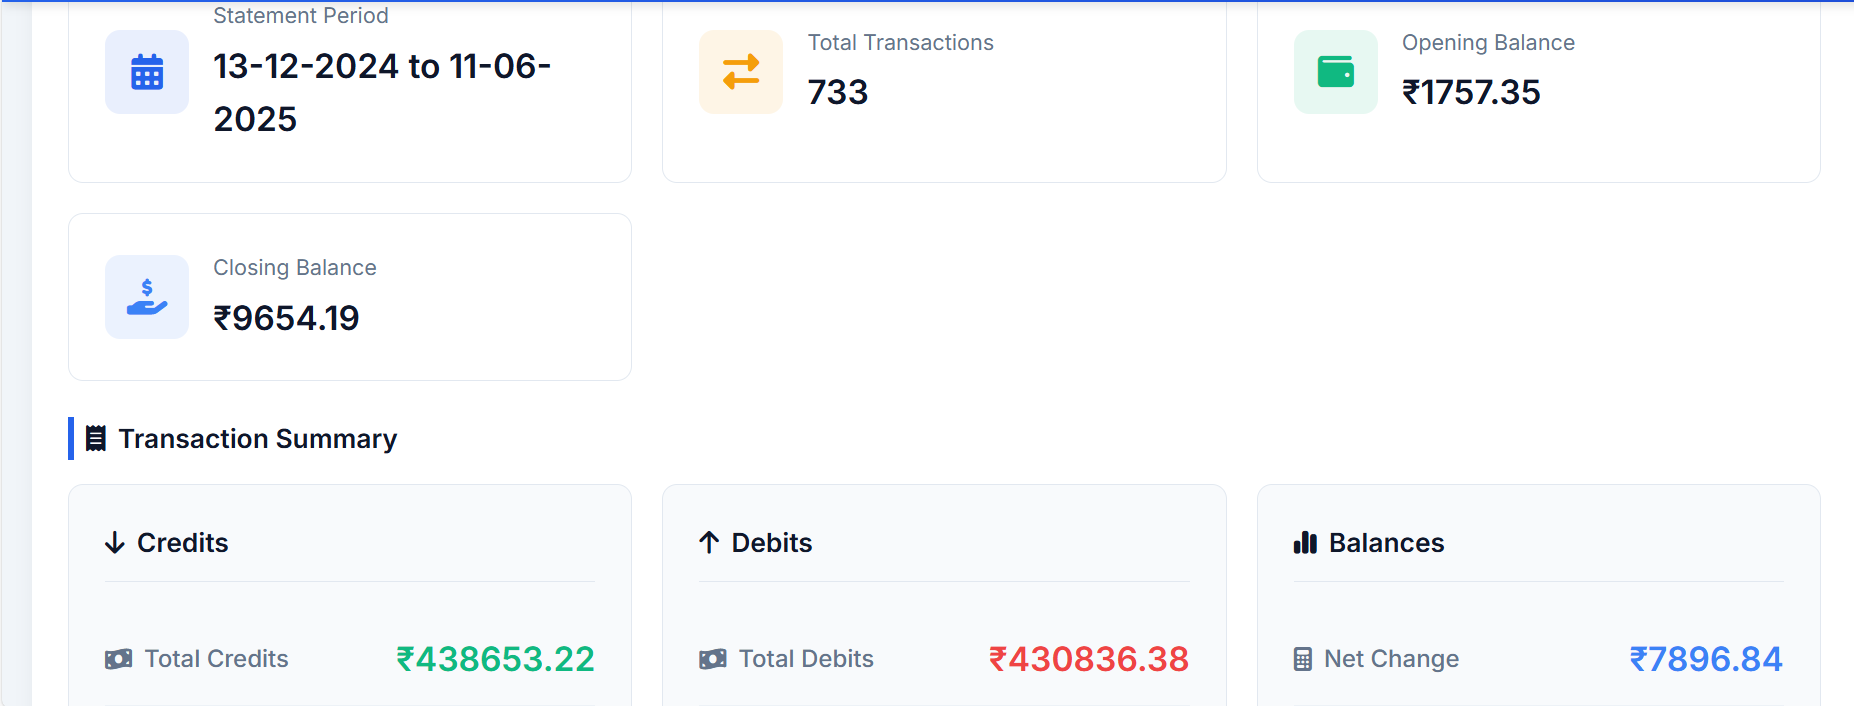 Statement Period
13-12-2024 to 11-06-
2025
Total Transactions
733
Opening Balance
₹1757.35
$
Closing Balance
₹9654.19
Transaction Summary
Credits
Total Credits ₹438653.22
Debits
Total Debits ₹430836.38
Balances
Net Change ₹7896.84